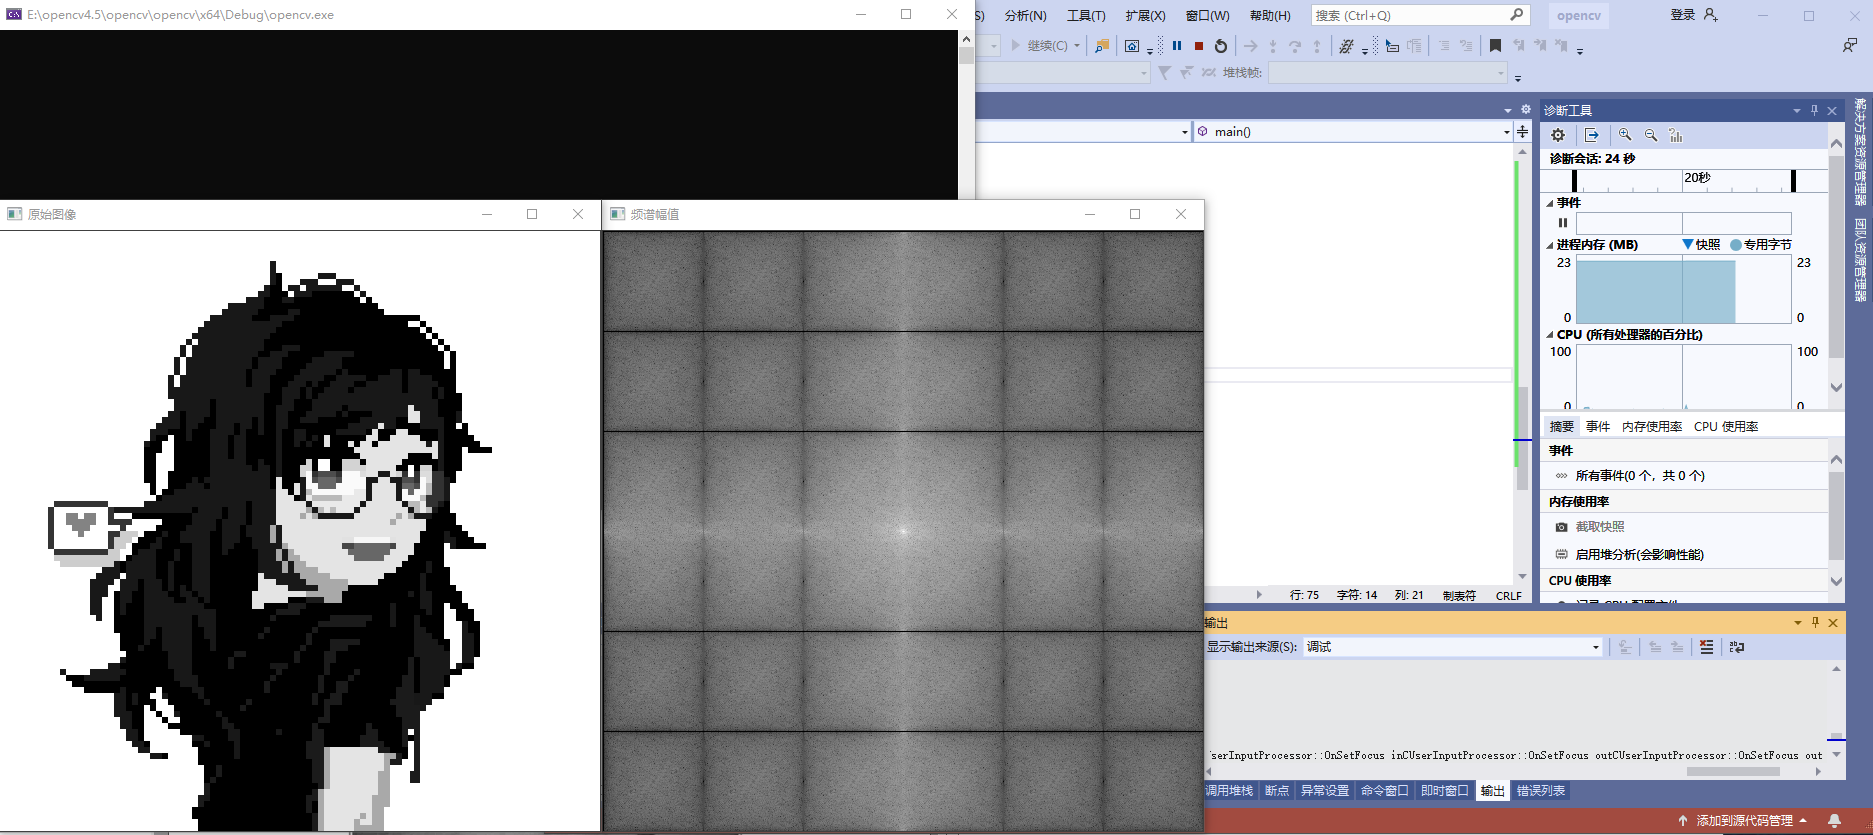 E:\opencv4.5\opencv\opencv\x64\Debug\opencv.exe
S) 分析(N) 工具(T) 扩展(X) 窗口(W) 帮助(H) 搜索 (Ctrl+Q) opencv 登录
继续(C)
堆栈帧:
main()
诊断工具
诊断会话: 24 秒
20秒
事件
进程内存 (MB) 快照 专用字节
23 23
0 0
CPU (所有处理器的百分比)
100 100
0 0
摘要 事件 内存使用率 CPU 使用率
事件
所有事件(0 个，共 0 个)
内存使用率
截取快照
启用堆分析(会影响性能)
CPU 使用率
解决方案资源管理器
团队资源管理器
原始图像
频谱幅值
行: 75 字符: 14 列: 21 制表符 CRLF
输出
显示输出来源(S): 调试
serInputProcessor::OnSetFocus inCUserInputProcessor::OnSetFocus outCUserInputProcessor::OnSetFocus out
调用堆栈 断点 异常设置 命令窗口 即时窗口 输出 错误列表
添加到源代码管理